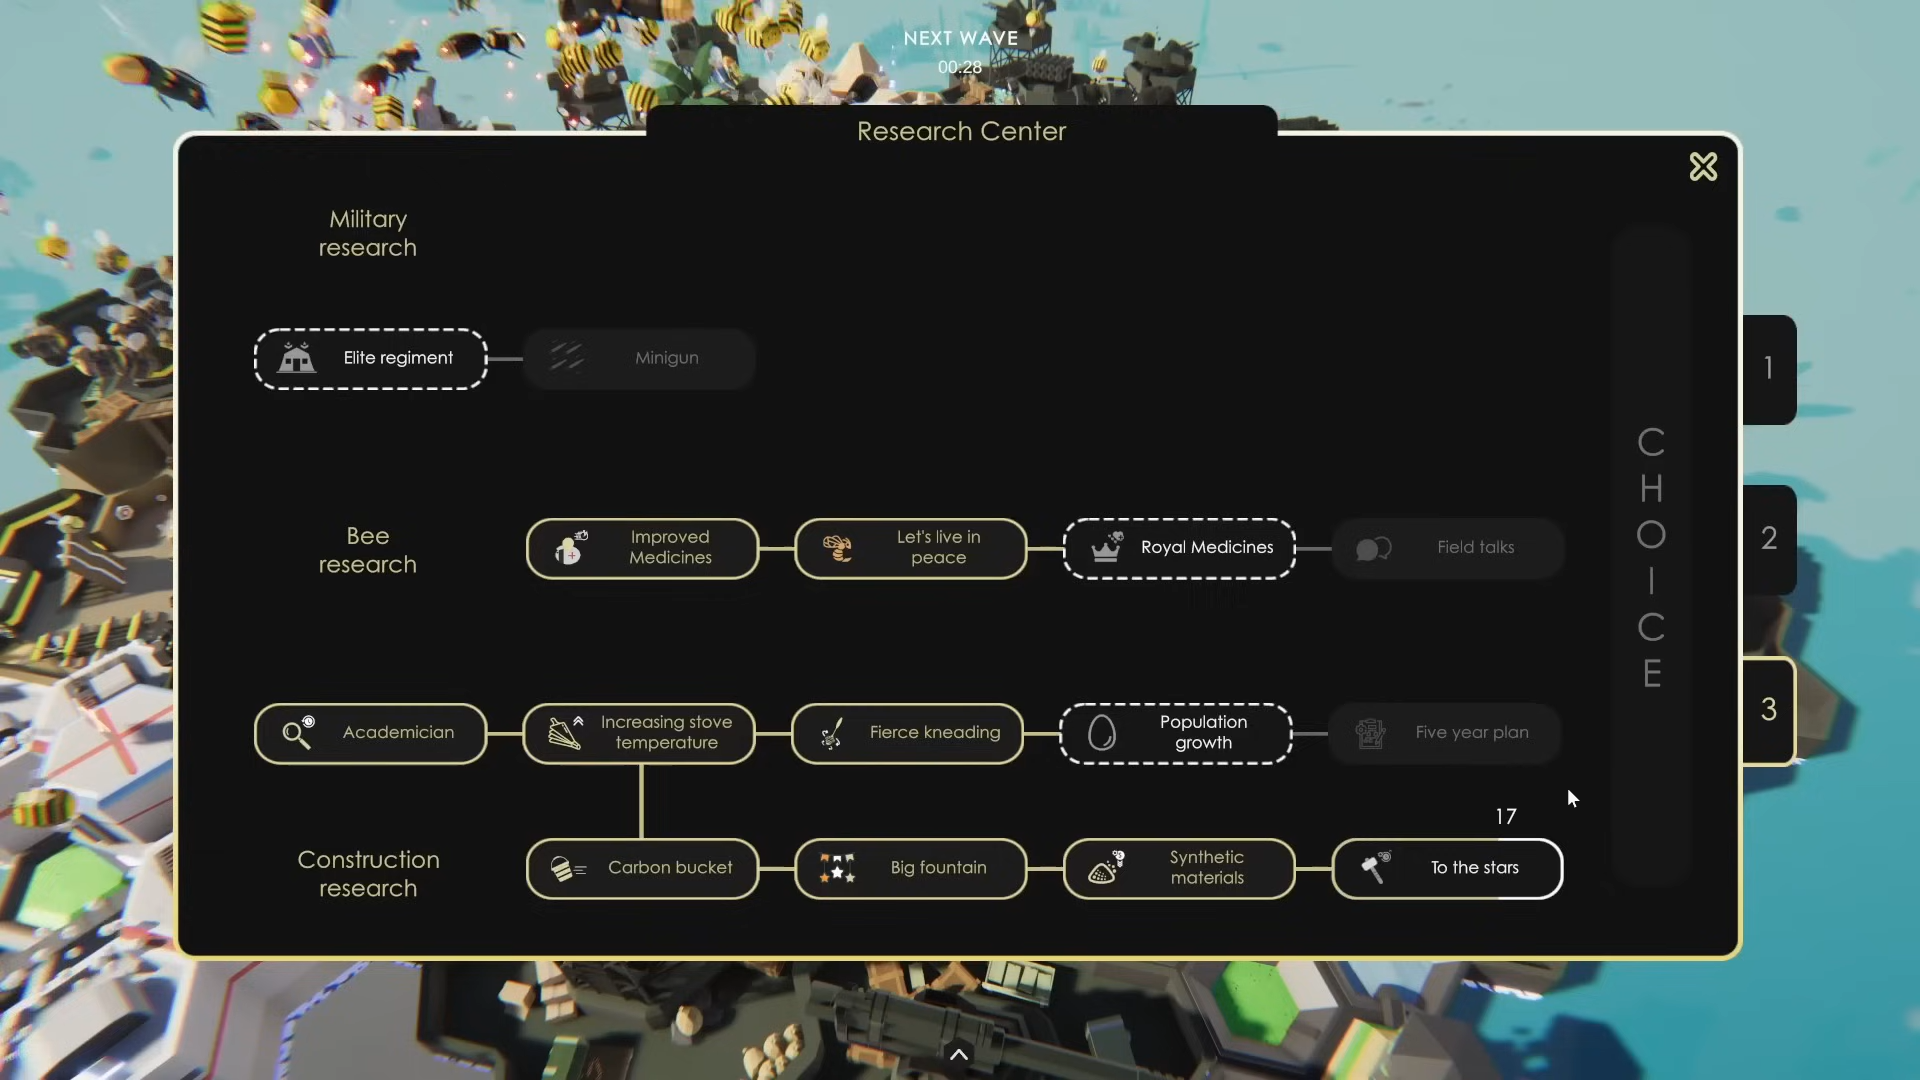 NEXT WAVE
00:28
Research Center
Military
research
Elite regiment
Minigun
Bee
research
Improved
Medicines
Let's live in
peace
Royal Medicines
Field talks
Academician
Increasing stove
temperature
Fierce kneading
Population
growth
Five year plan
17
Construction
research
Carbon bucket
Big fountain
Synthetic
materials
To the stars
CHOICE
1
2
3